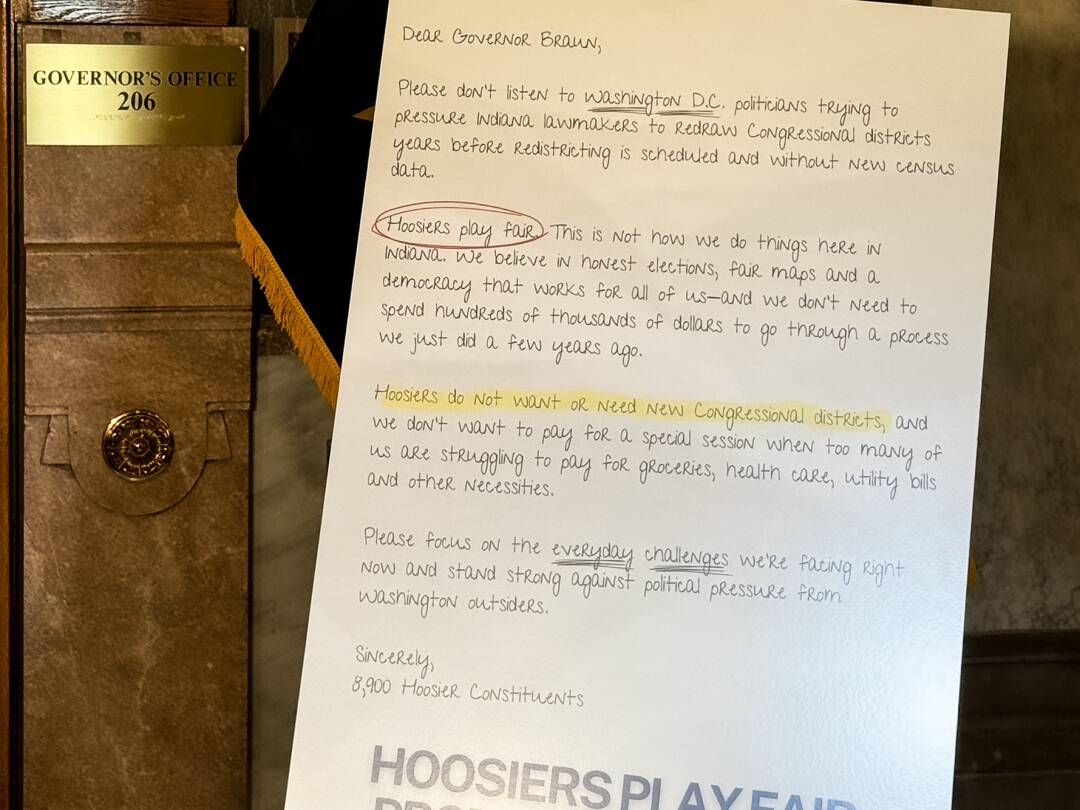 GOVERNOR'S OFFICE
206
Dear Governor Braun,
Please don't listen to Washington D.C. politicians trying to
pressure Indiana lawmakers to redraw Congressional districts
years before redistricting is scheduled and without new census
data.
Hoosiers play fair. This is not how we do things here in
Indiana. We believe in honest elections, fair maps and a
democracy that works for all of us—and we don't need to
spend hundreds of thousands of dollars to go through a process
we just did a few years ago.
Hoosiers do not want or need new Congressional districts, and
we don't want to pay for a special session when too many of
us are struggling to pay for groceries, health care, utility bills
and other necessities.
Please focus on the everyday challenges we're facing right
now and stand strong against political pressure from
Washington outsiders.
Sincerely,
8,900 Hoosier Constituents
HOOSIERS PLAY FAIR